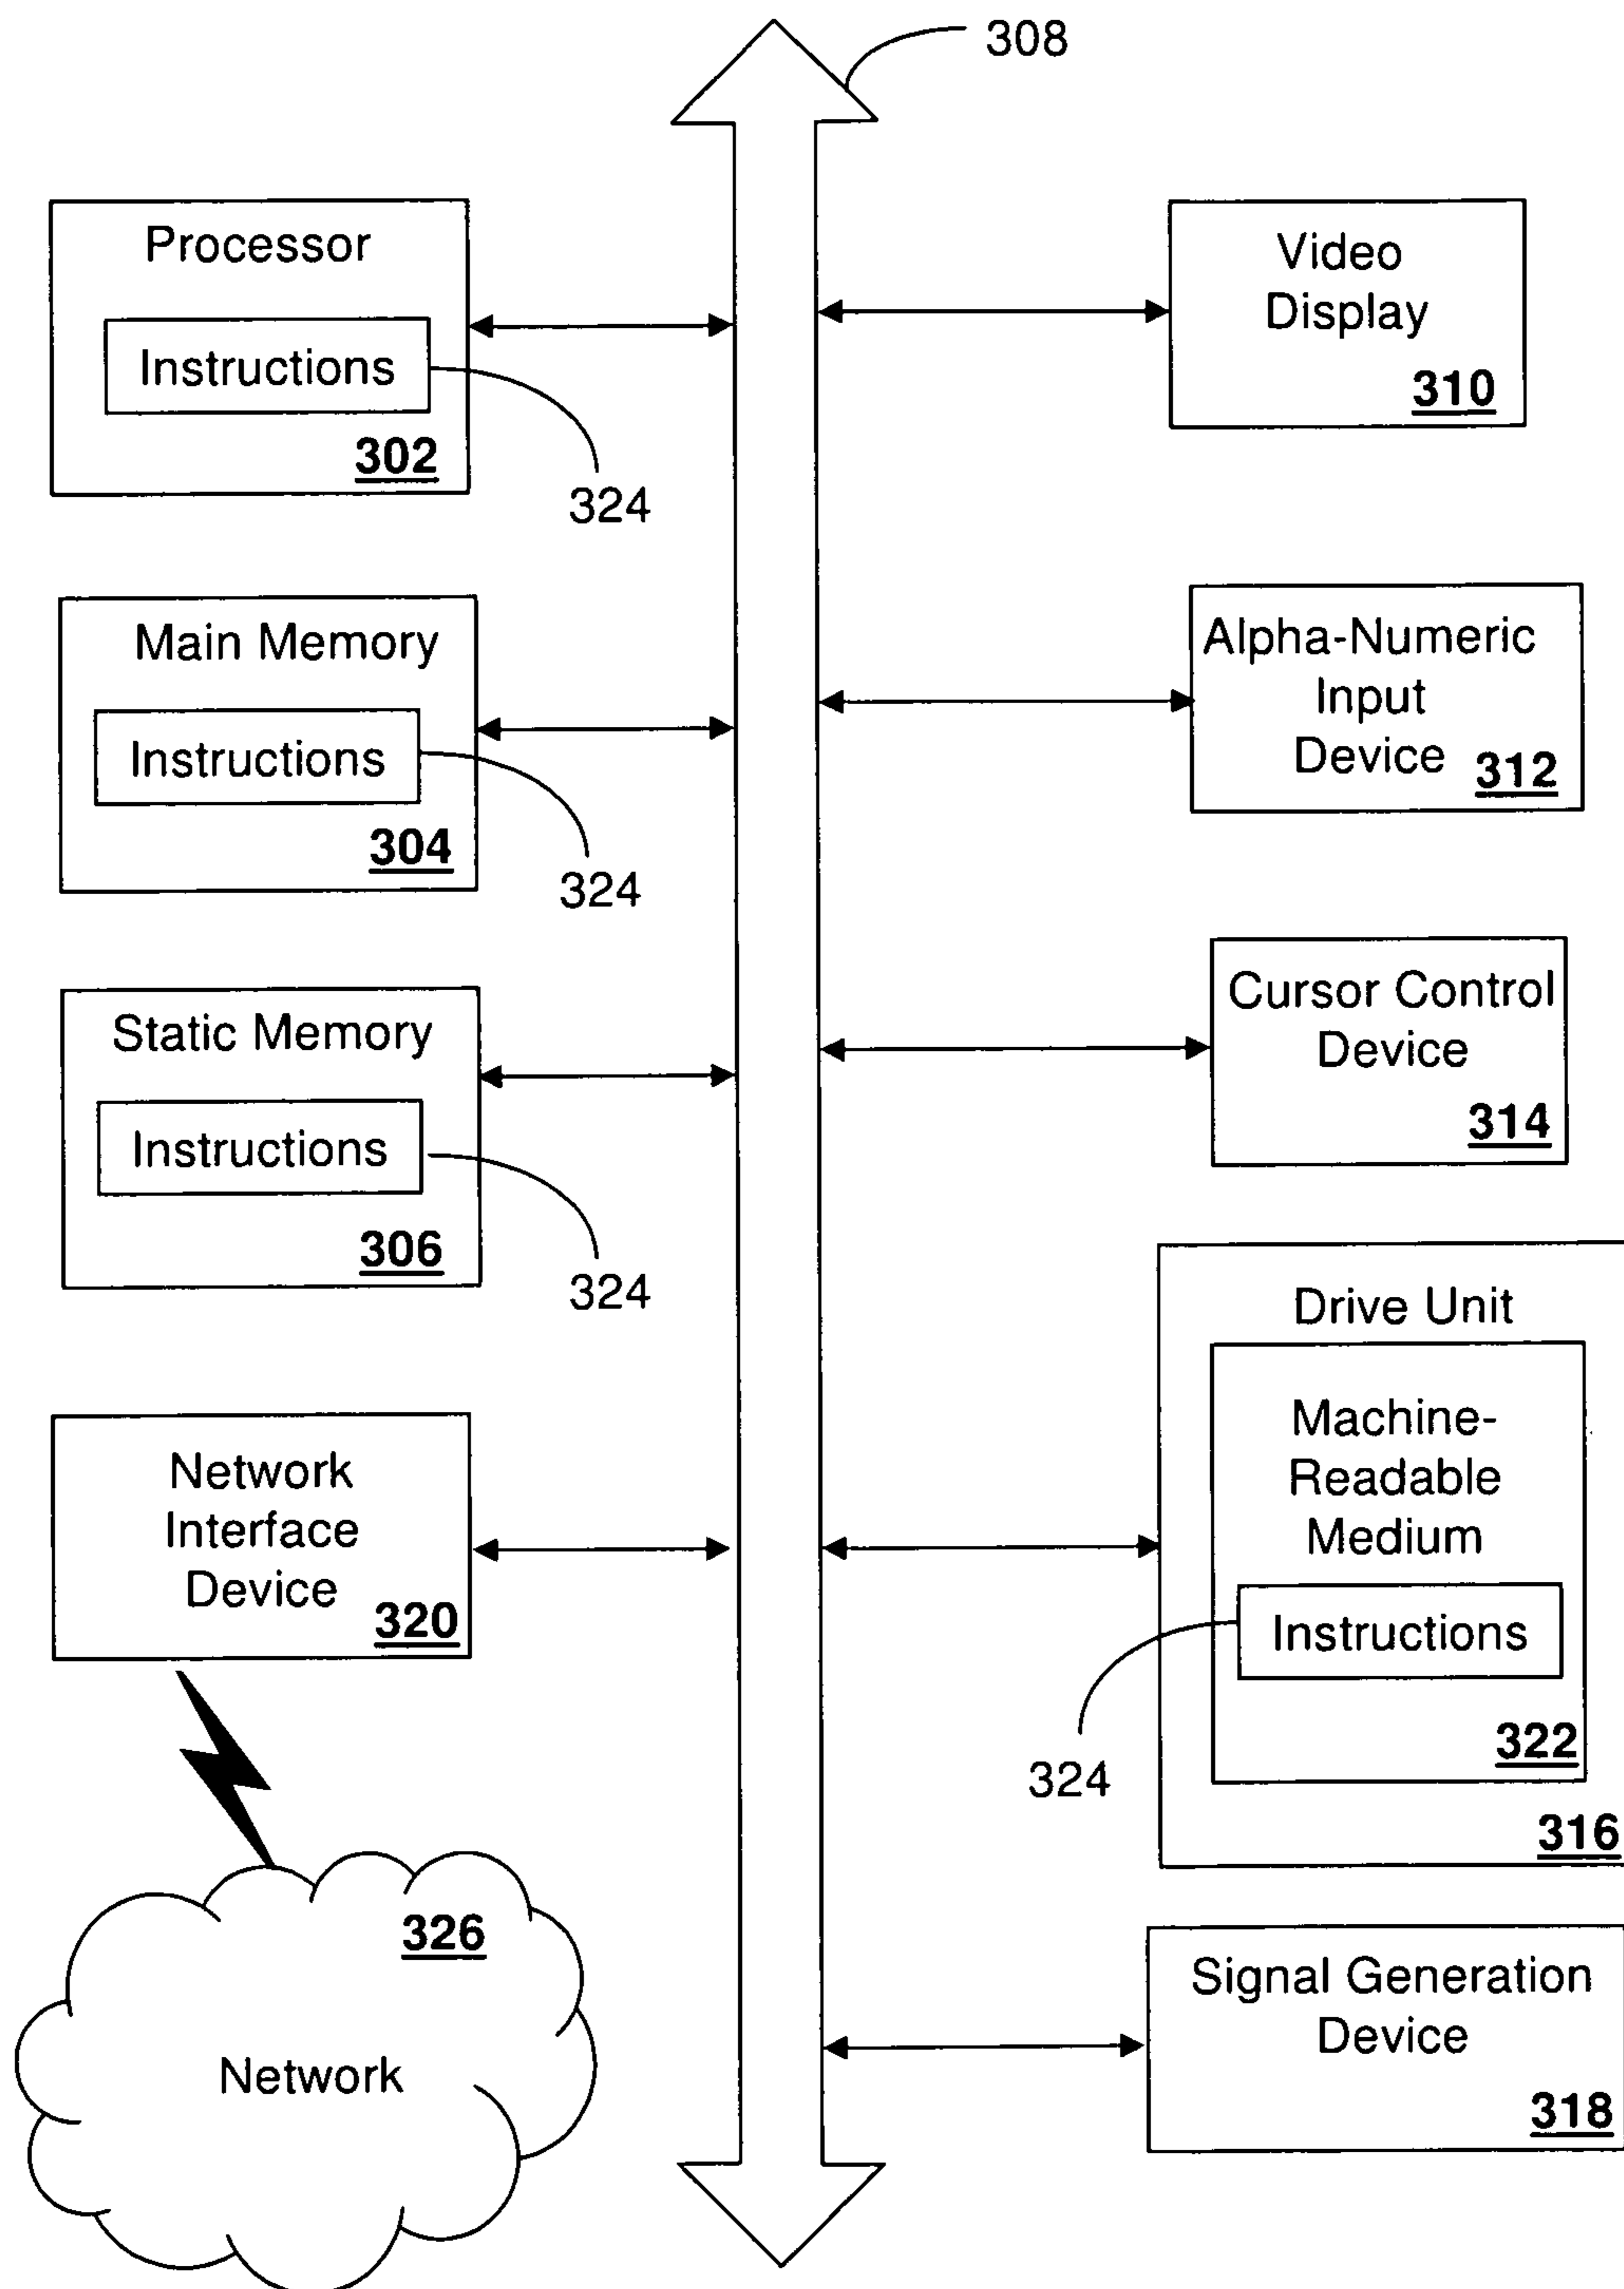 308
Processor
Instructions
302
324
Video
Display
310
Main Memory
Instructions
304
324
Alpha-Numeric
Input
Device
312
Static Memory
Instructions
306
324
Cursor Control
Device
314
Network
Interface
Device
320
Drive Unit
Machine-
Readable
Medium
Instructions
324
322
316
326
Network
Signal Generation
Device
318